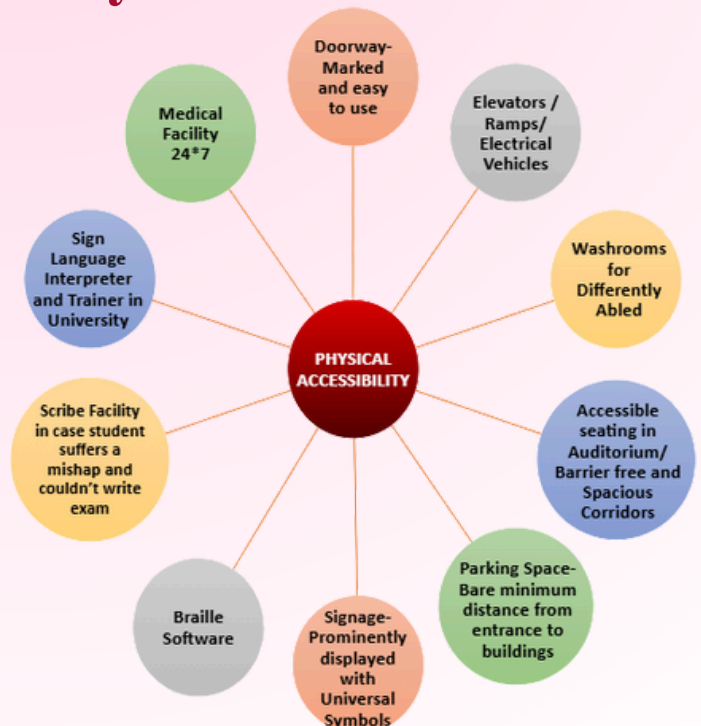 Doorway-
Marked
and easy
to use
Elevators /
Ramps/
Electrical
Vehicles
Washrooms
for
Differently
Abled
Accessible
seating in
Auditorium/
Barrier free and
Spacious
Corridors
Parking Space-
Bare minimum
distance from
entrance to
buildings
Signage-
Prominently
displayed
with
Universal
Symbols
Braille
Software
Scribe Facility
in case student
suffers a
mishap and
couldn't write
exam
Sign
Language
Interpreter
and Trainer in
University
Medical
Facility
24*7
PHYSICAL
ACCESSIBILITY